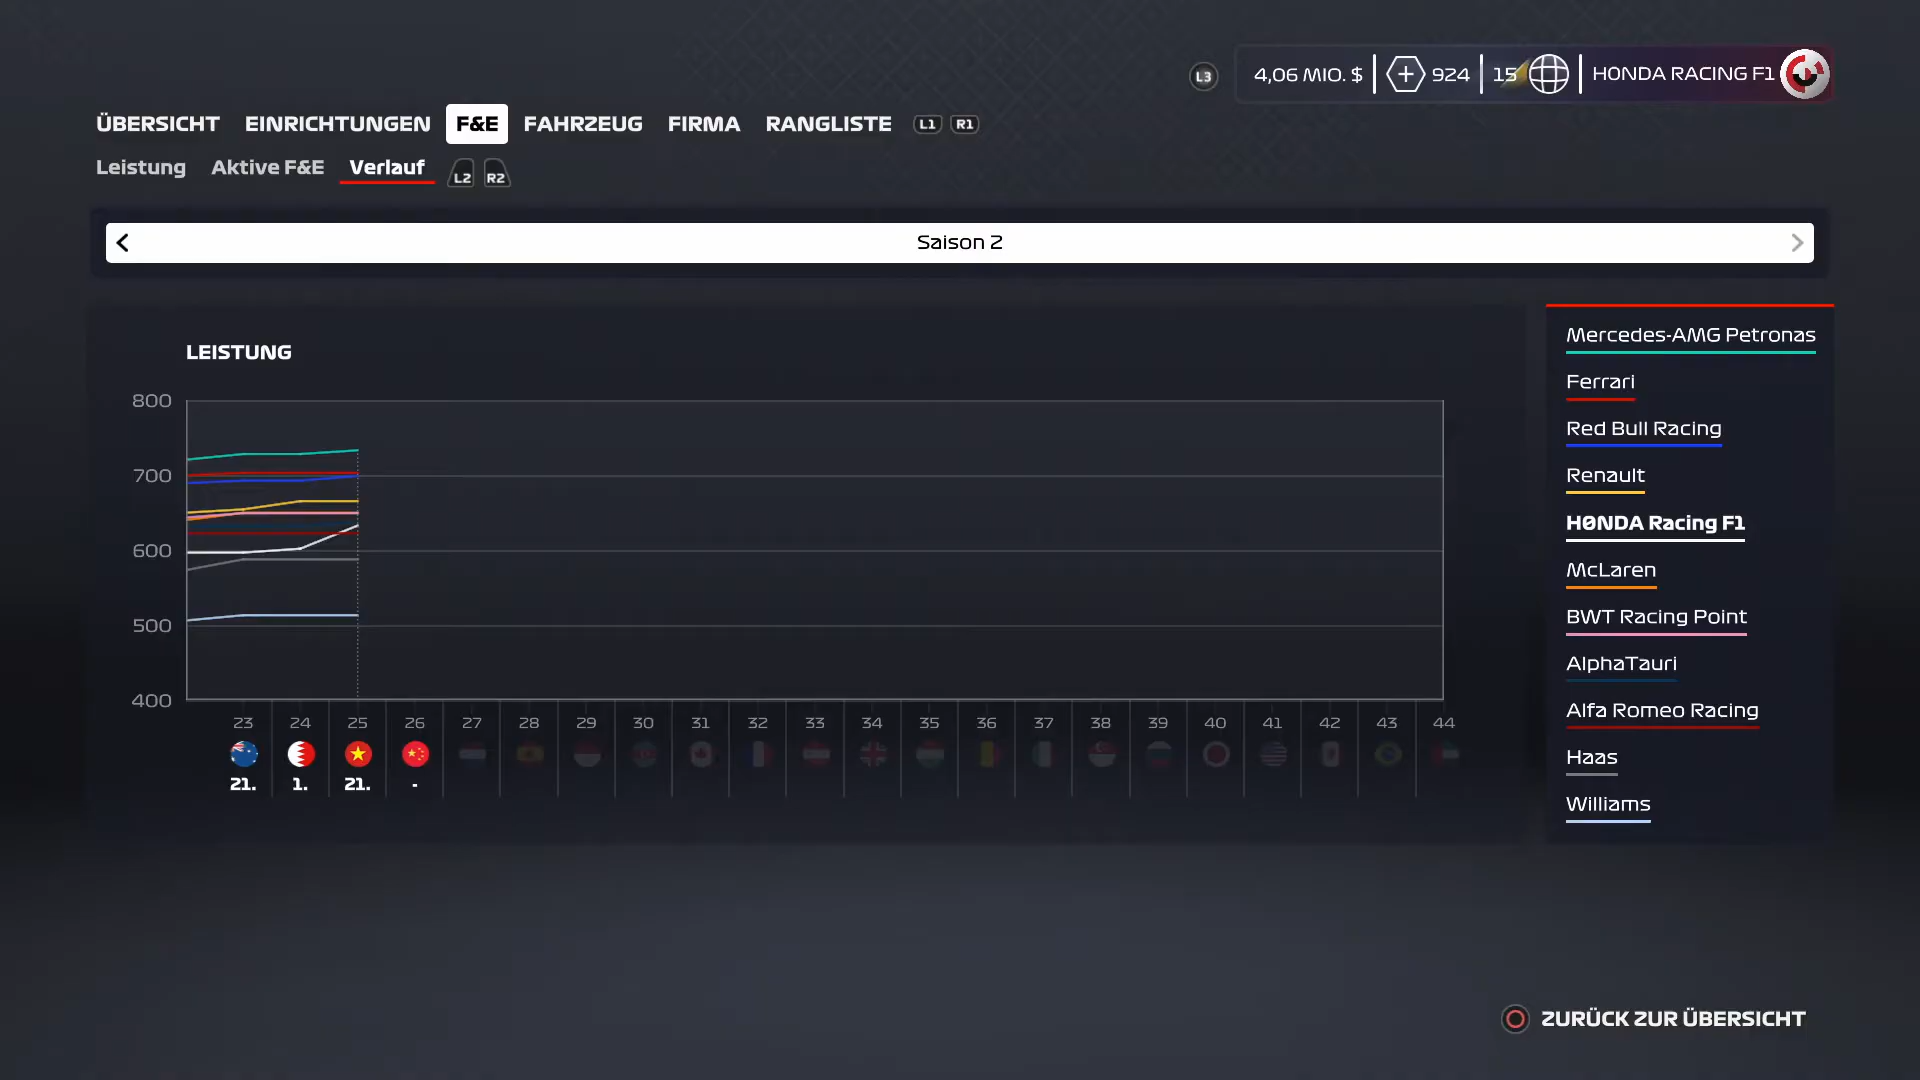 L3 4,06 MIO. $ 924 15 HONDA RACING F1
ÜBERSICHT EINRICHTUNGEN F&E FAHRZEUG FIRMA RANGLISTE L1 R1
Leistung Aktive F&E Verlauf L2 R2
Saison 2
LEISTUNG
800
700
600
500
400
23 24 25 26 27 28 29 30 31 32 33 34 35 36 37 38 39 40 41 42 43 44
21. 1. 21. -
Mercedes-AMG Petronas
Ferrari
Red Bull Racing
Renault
H0NDA Racing F1
McLaren
BWT Racing Point
AlphaTauri
Alfa Romeo Racing
Haas
Williams
ZURÜCK ZUR ÜBERSICHT